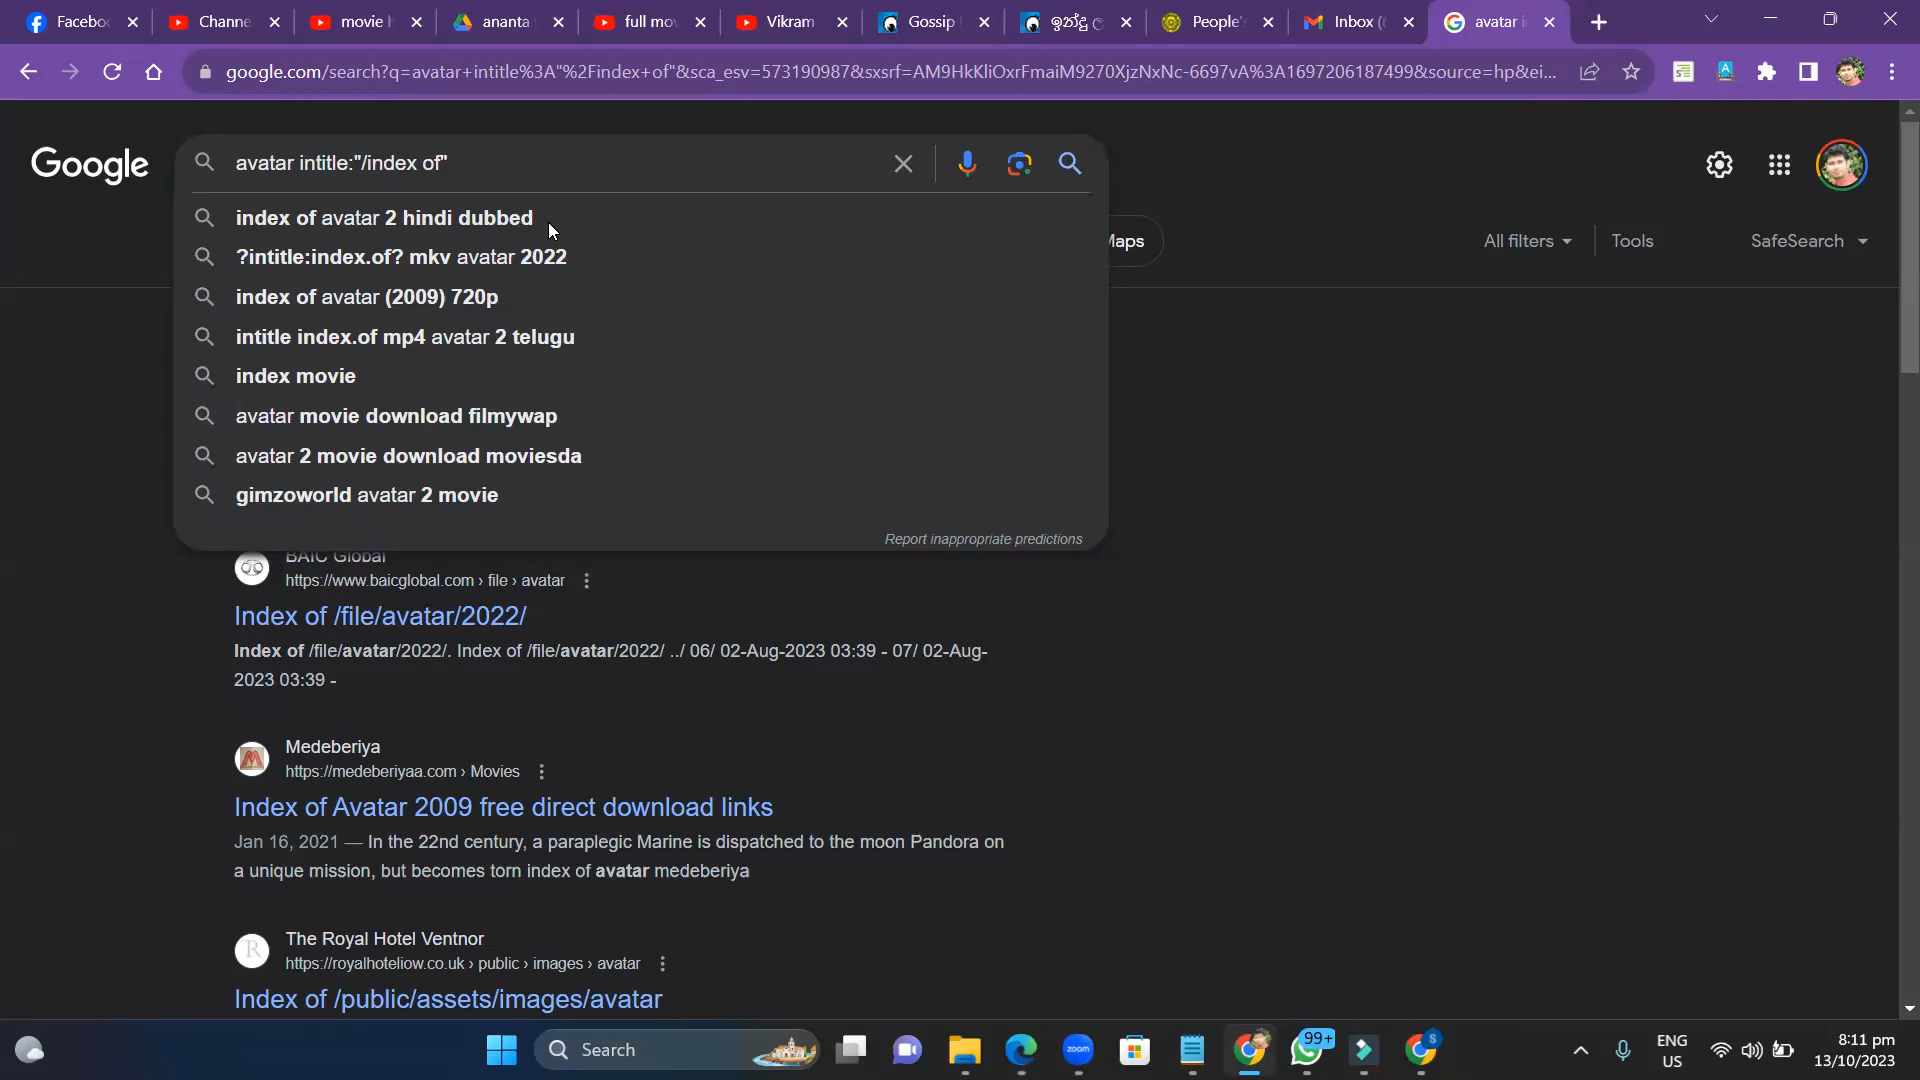 Facebo
Channe
movie h
ananta
full mo
Vikram
Gossip
ඉන්දු
People'
Inbox (
avatar i
google.com/search?q=avatar+intitle%3A"%2Findex+of"&sca_esv=573190987&sxsrf=AM9HkKliOxrFmaiM9270XjzNxNc-6697vA%3A1697206187499&source=hp&ei...
Google
avatar intitle:"/index of"
index of avatar 2 hindi dubbed
?intitle:index.of? mkv avatar 2022
index of avatar (2009) 720p
intitle index.of mp4 avatar 2 telugu
index movie
avatar movie download filmywap
avatar 2 movie download moviesda
gimzoworld avatar 2 movie
Report inappropriate predictions
Maps
All filters
Tools
SafeSearch
BAIC Global
https://www.baicglobal.com › file › avatar
Index of /file/avatar/2022/
Index of /file/avatar/2022/. Index of /file/avatar/2022/ ../ 06/ 02-Aug-2023 03:39 - 07/ 02-Aug-
2023 03:39 -
Medeberiya
https://medeberiyaa.com › Movies
Index of Avatar 2009 free direct download links
Jan 16, 2021 — In the 22nd century, a paraplegic Marine is dispatched to the moon Pandora on
a unique mission, but becomes torn index of avatar medeberiya
R
The Royal Hotel Ventnor
https://royalhoteliow.co.uk › public › images › avatar
Index of /public/assets/images/avatar
Search
zoom
99+
S
ENG
US
8:11 pm
13/10/2023